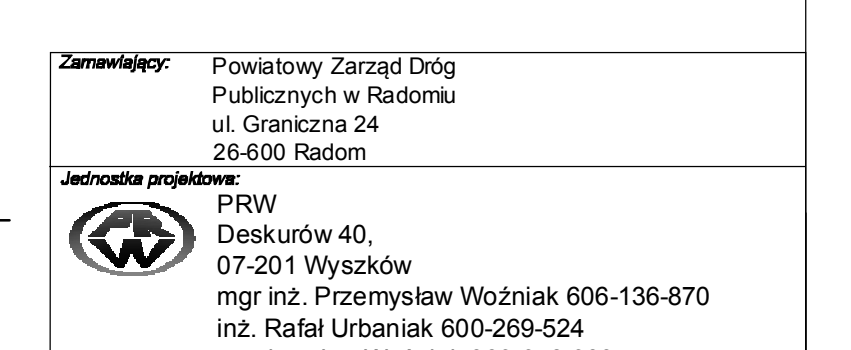 Zamawiający:
Powiatowy Zarząd Dróg
Publicznych w Radomiu
ul. Graniczna 24
26-600 Radom
Jednostka projektowa:
PRW
PRW
Deskurów 40,
07-201 Wyszków
mgr inż. Przemysław Woźniak 606-136-870
inż. Rafał Urbaniak 600-269-524